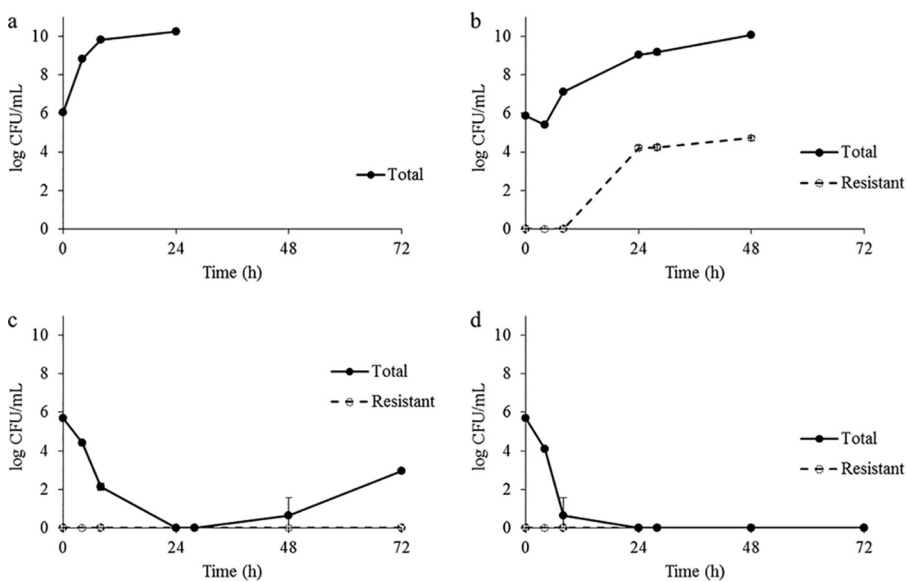 a
10
8
6
4
2
0
log CFU/mL
Total
0 24 48 72
Time (h)
b
10
8
6
4
2
0
log CFU/mL
Total
Resistant
0 24 48 72
Time (h)
c
10
8
6
4
2
0
log CFU/mL
Total
Resistant
0 24 48 72
Time (h)
d
10
8
6
4
2
0
log CFU/mL
Total
Resistant
0 24 48 72
Time (h)